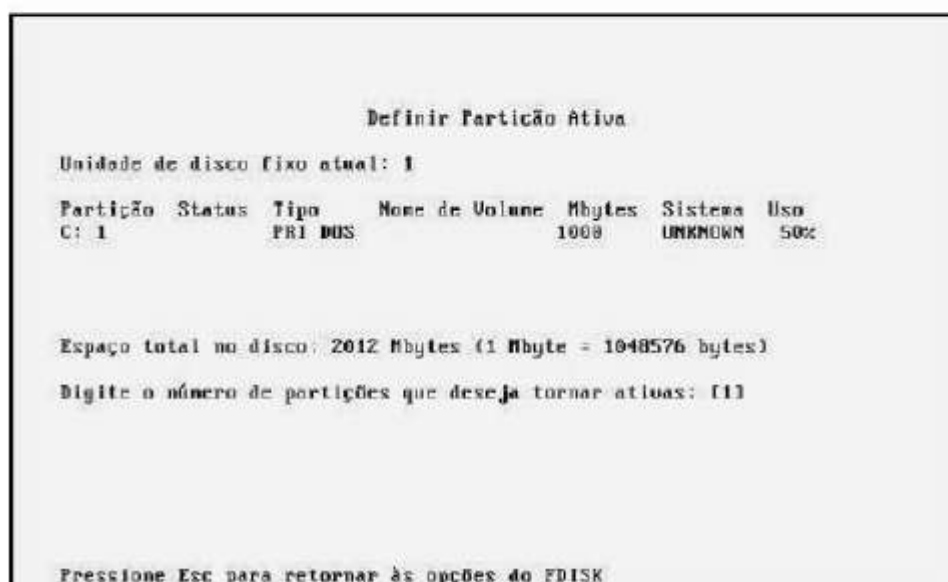 Definir Partição Ativa
Unidade de disco fixo atual: 1
Partição Status Tipo Nome de Volume Mbytes Sistema Uso
C: 1 PRI DOS 1000 UNKNOWN 50%
Espaço total no disco: 2012 Mbytes (1 Mbyte = 1048576 bytes)
Digite o número de partições que deseja tornar ativas: [1]
Pressione Esc para retornar às opções do FDISK